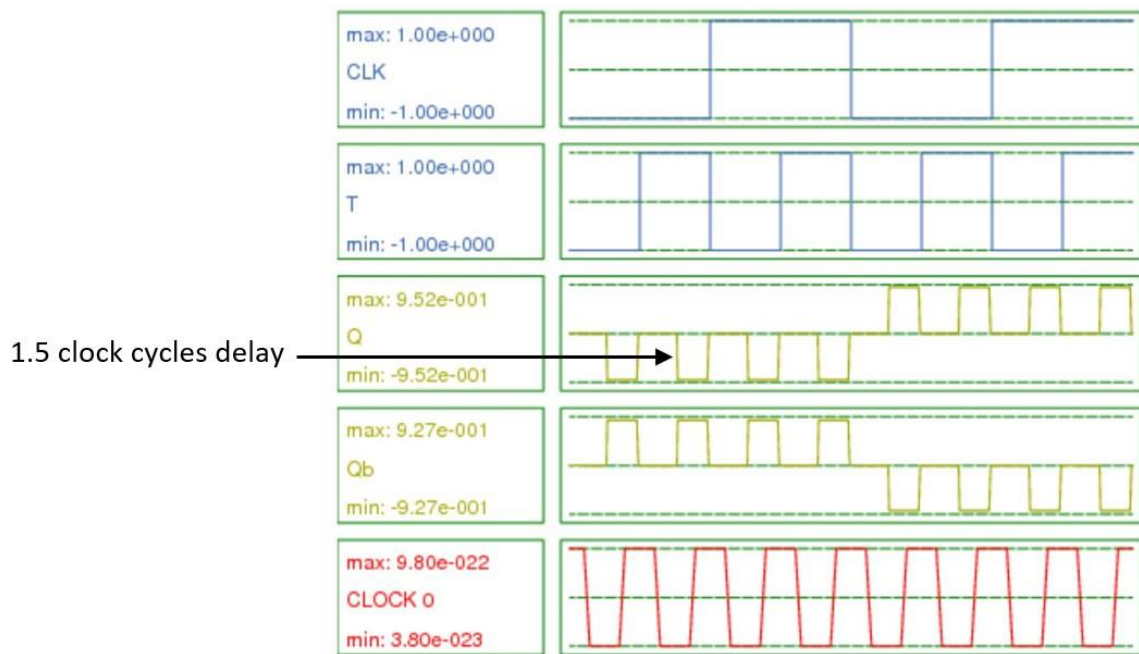 max: 1.00e+000
CLK
min: -1.00e+000
max: 1.00e+000
T
min: -1.00e+000
max: 9.52e-001
Q
1.5 clock cycles delay
min: -9.52e-001
max: 9.27e-001
Qb
min: -9.27e-001
max: 9.80e-022
CLOCK 0
min: 3.80e-023